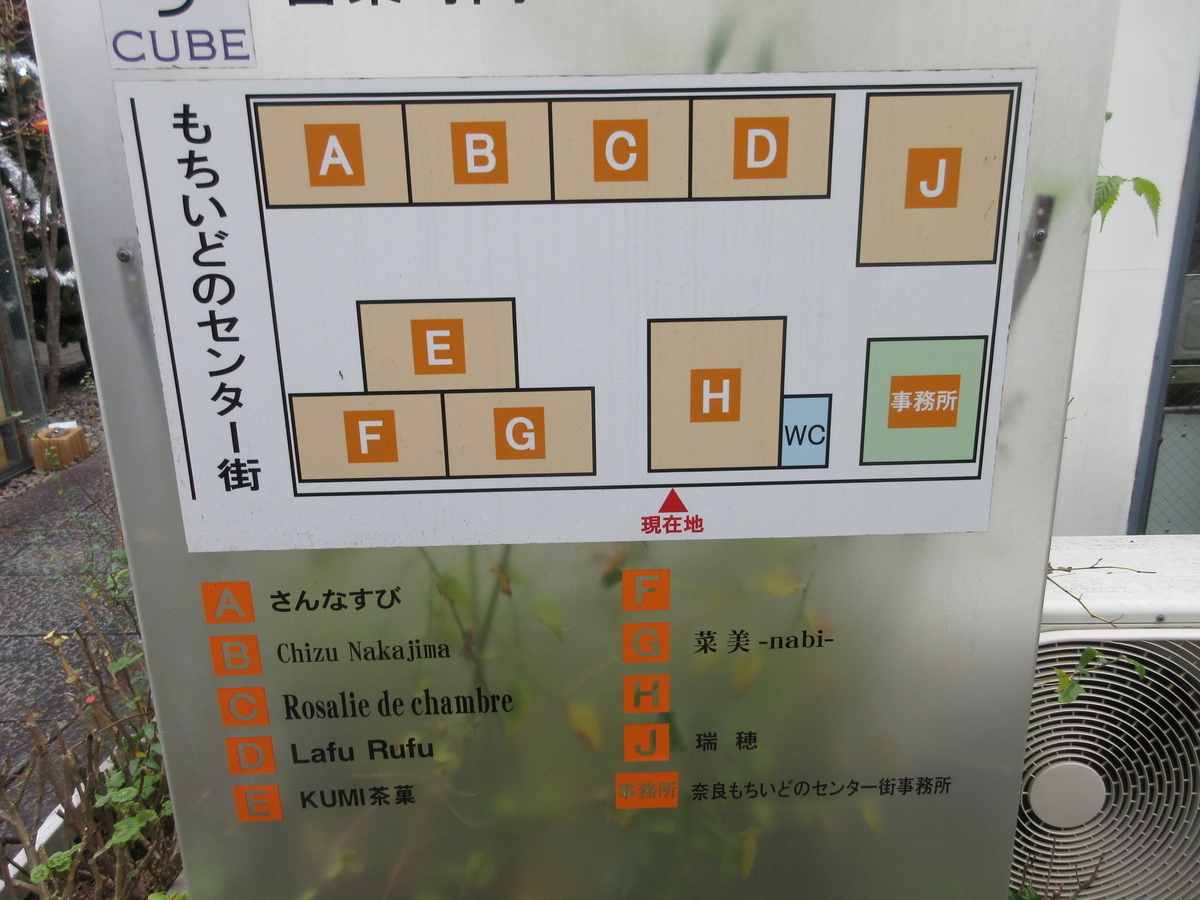 CUBE
もちいどのセンター街
A
B
C
D
J
E
F
G
H
WC
事務所
現在地
A さんなすび
B Chizu Nakajima
C Rosalie de chambre
D Lafu Rufu
E KUMI茶菓
F
G 菜美-nabi-
H
J 瑞穂
事務所 奈良もちいどのセンター街事務所